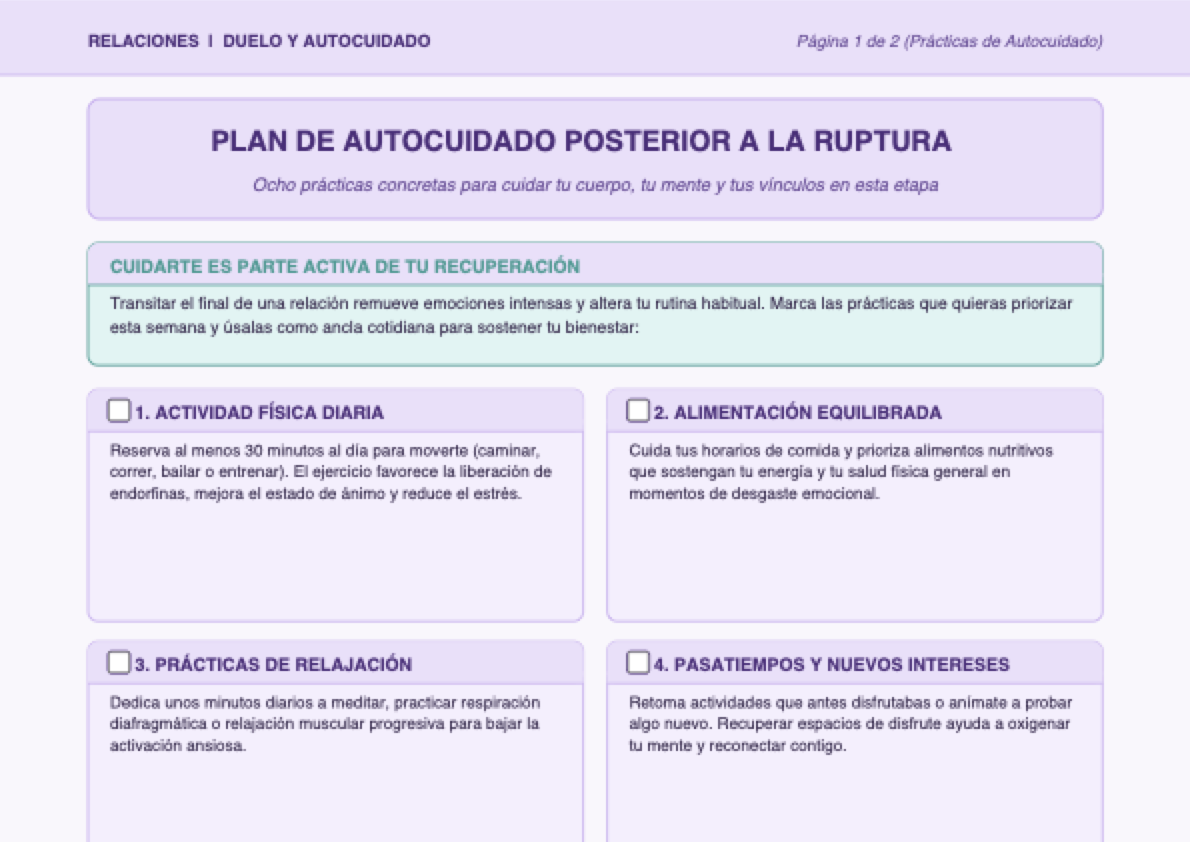 RELACIONES | DUELO Y AUTOCUIDADO
Página 1 de 2 (Prácticas de Autocuidado)
PLAN DE AUTOCUIDADO POSTERIOR A LA RUPTURA
Ocho prácticas concretas para cuidar tu cuerpo, tu mente y tus vínculos en esta etapa
CUIDARTE ES PARTE ACTIVA DE TU RECUPERACIÓN
Transitar el final de una relación remueve emociones intensas y altera tu rutina habitual. Marca las prácticas que quieras priorizar
esta semana y úsalas como ancla cotidiana para sostener tu bienestar:
1. ACTIVIDAD FÍSICA DIARIA
Reserva al menos 30 minutos al día para moverte (caminar,
correr, bailar o entrenar). El ejercicio favorece la liberación de
endorfinas, mejora el estado de ánimo y reduce el estrés.
2. ALIMENTACIÓN EQUILIBRADA
Cuida tus horarios de comida y prioriza alimentos nutritivos
que sostengan tu energía y tu salud física general en
momentos de desgaste emocional.
3. PRÁCTICAS DE RELAJACIÓN
Dedica unos minutos diarios a meditar, practicar respiración
diafragmática o relajación muscular progresiva para bajar la
activación ansiosa.
4. PASATIEMPOS Y NUEVOS INTERESES
Retoma actividades que antes disfrutabas o anímate a probar
algo nuevo. Recuperar espacios de disfrute ayuda a oxigenar
tu mente y reconectar contigo.